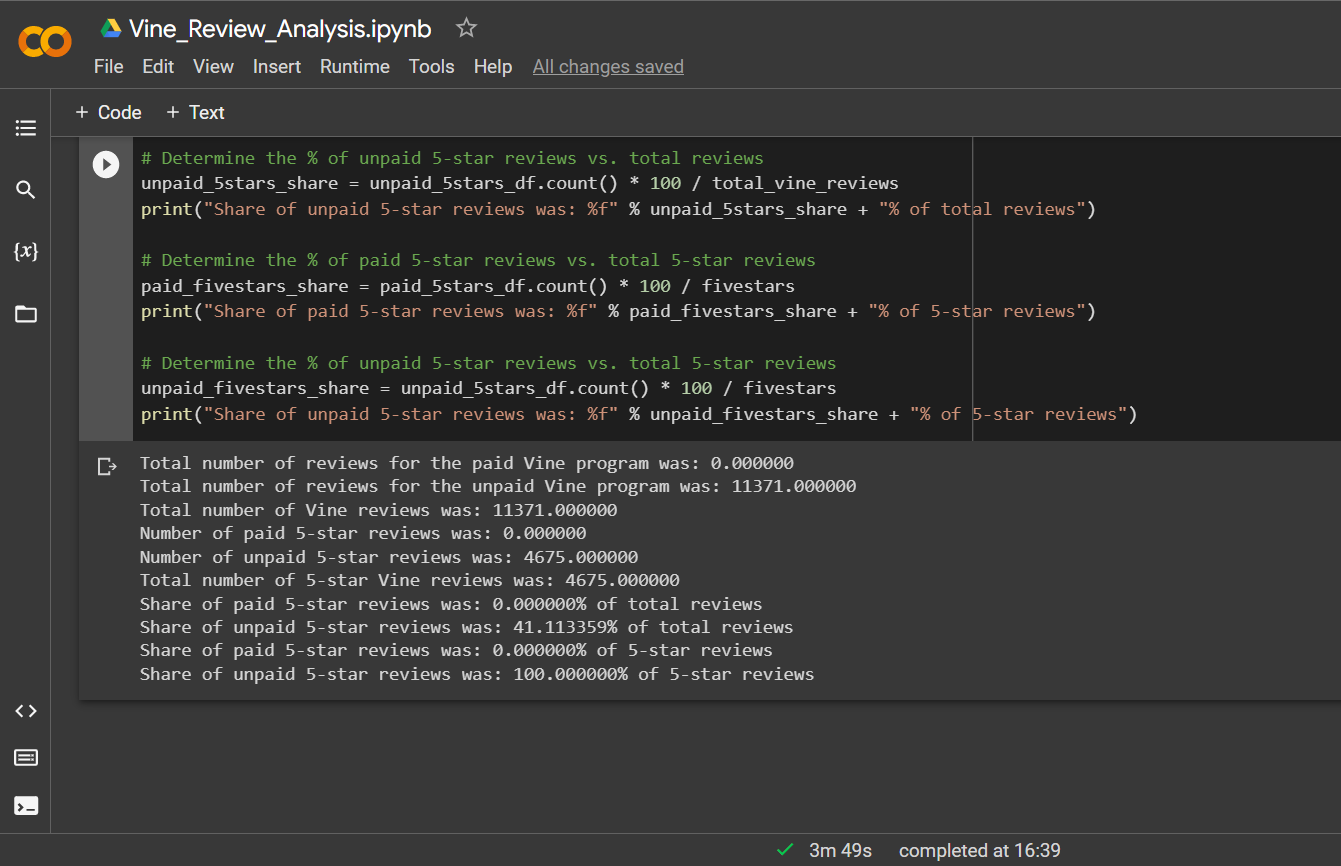 Vine_Review_Analysis.ipynb
File Edit View Insert Runtime Tools Help All changes saved
+ Code + Text
# Determine the % of unpaid 5-star reviews vs. total reviews
unpaid_5stars_share = unpaid_5stars_df.count() * 100 / total_vine_reviews
print("Share of unpaid 5-star reviews was: %f" % unpaid_5stars_share + "% of total reviews")
# Determine the % of paid 5-star reviews vs. total 5-star reviews
paid_fivestars_share = paid_5stars_df.count() * 100 / fivestars
print("Share of paid 5-star reviews was: %f" % paid_fivestars_share + "% of 5-star reviews")
# Determine the % of unpaid 5-star reviews vs. total 5-star reviews
unpaid_fivestars_share = unpaid_5stars_df.count() * 100 / fivestars
print("Share of unpaid 5-star reviews was: %f" % unpaid_fivestars_share + "% of 5-star reviews")
{x}
Total number of reviews for the paid Vine program was: 0.000000
Total number of reviews for the unpaid Vine program was: 11371.000000
Total number of Vine reviews was: 11371.000000
Number of paid 5-star reviews was: 0.000000
Number of unpaid 5-star reviews was: 4675.000000
Total number of 5-star Vine reviews was: 4675.000000
Share of paid 5-star reviews was: 0.000000% of total reviews
Share of unpaid 5-star reviews was: 41.113359% of total reviews
Share of paid 5-star reviews was: 0.000000% of 5-star reviews
Share of unpaid 5-star reviews was: 100.000000% of 5-star reviews
3m 49s completed at 16:39